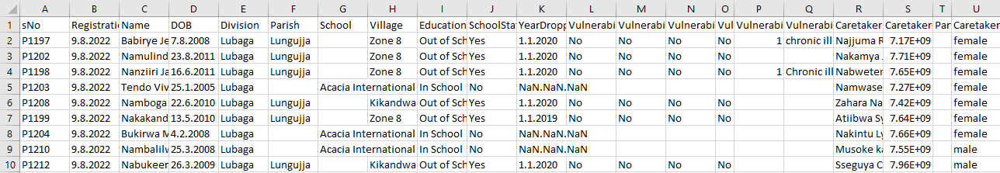 A B C D E F G H I J K L M N O P Q R S T U
1 sNo Registratio Name DOB Division Parish School Village Education SchoolSta YearDropp Vulnerabi Vulnerabi Vulnerabi Vul Vulnerabi Vulnerabi Caretaker Caretaker Par Caretaker
2 P1197 9.8.2022 Babirye Je 7.8.2008 Lubaga Lungujja Zone 8 Out of Sch Yes 1.1.2020 No No No No 1 chronic ill Najjuma R 7.17E+09 female
3 P1202 9.8.2022 Namulind 23.8.2011 Lubaga Lungujja Zone 8 Out of Sch Yes 1.1.2020 No No No No Nakamya 7.71E+09 female
4 P1198 9.8.2022 Nanziiri Ja 16.6.2011 Lubaga Lungujja Zone 8 Out of Sch Yes 1.1.2020 No No No No 1 Chronic ill Nabweter 7.65E+09 female
5 P1203 9.8.2022 Tendo Viv 25.1.2005 Lubaga Acacia International In School No NaN.NaN.NaN Namwase 7.27E+09 female
6 P1208 9.8.2022 Namboga 22.6.2010 Lubaga Lungujja Kikandwa Out of Sch Yes 1.1.2020 No No No No Zahara Na 7.42E+09 female
7 P1199 9.8.2022 Nakakand 13.5.2010 Lubaga Lungujja Zone 8 Out of Sch Yes 1.1.2019 No No No No Atiibwa Sy 7.64E+09 female
8 P1204 9.8.2022 Bukirwa M 4.2.2008 Lubaga Acacia International In School No NaN.NaN.NaN Nakintu Ly 7.66E+09 female
9 P1210 9.8.2022 Nambalilw 25.3.2008 Lubaga Acacia International In School No NaN.NaN.NaN Musoke ka 7.55E+09 male
10 P1212 9.8.2022 Nabukeer 26.3.2009 Lubaga Lungujja Kikandwa Out of Sch Yes 1.1.2020 No No No No Sseguya C 7.96E+09 male